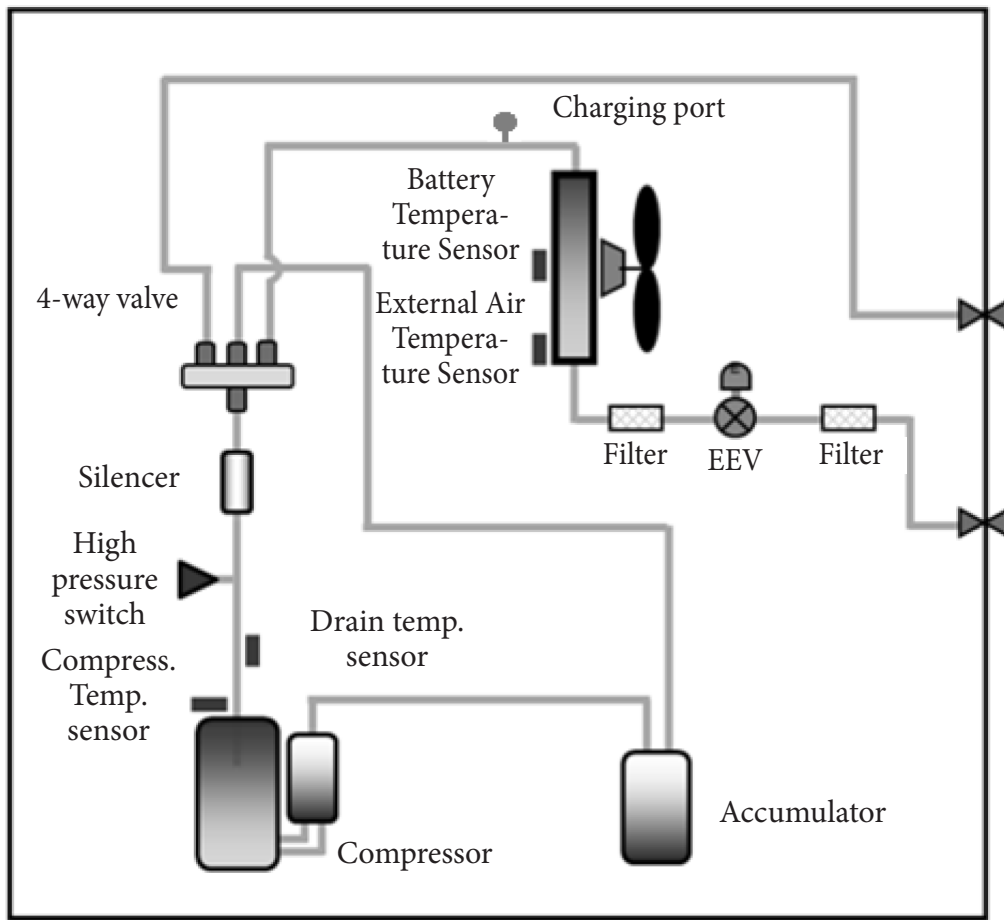 Charging port
Battery
Tempera-
ture Sensor
External Air
Tempera-
ture Sensor
4-way valve
E
Filter
EEV
Filter
Silencer
High
pressure
switch
Drain temp.
sensor
Compress.
Temp.
sensor
Accumulator
Compressor